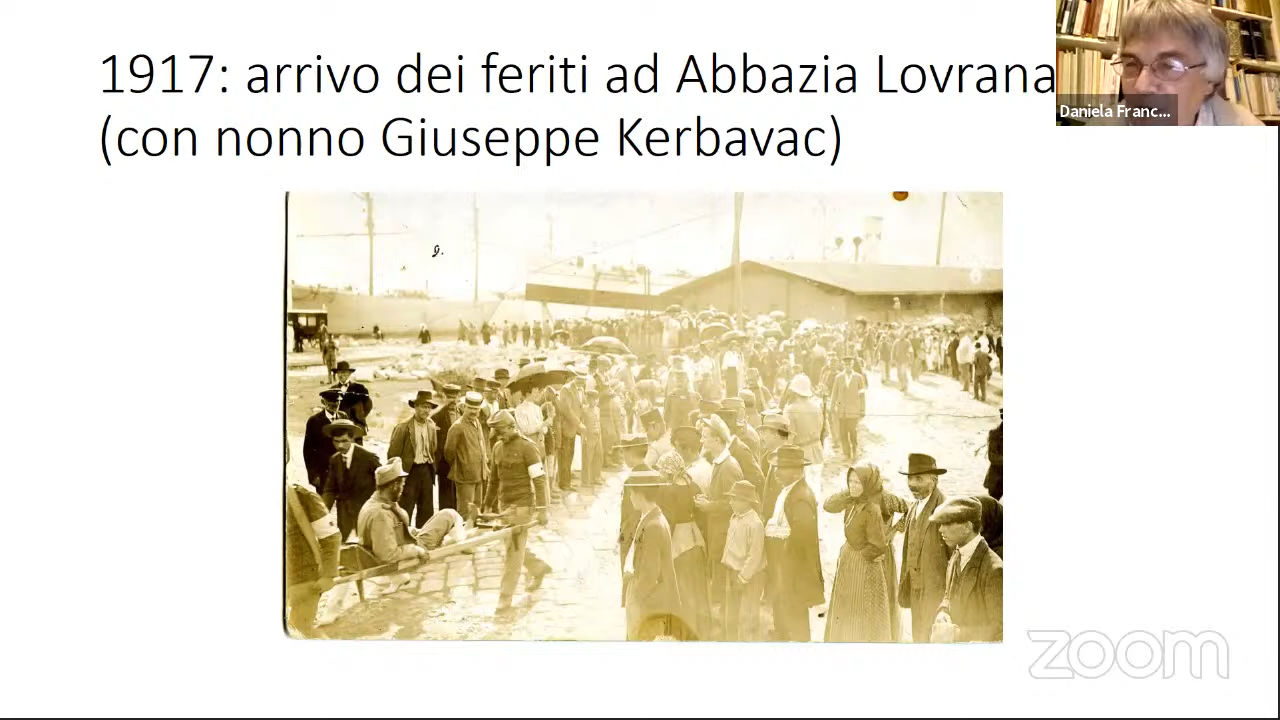 1917: arrivo dei feriti ad Abbazia Lovrana
(con nonno Giuseppe Kerbavac)
Daniela Franc...
g.
zoom